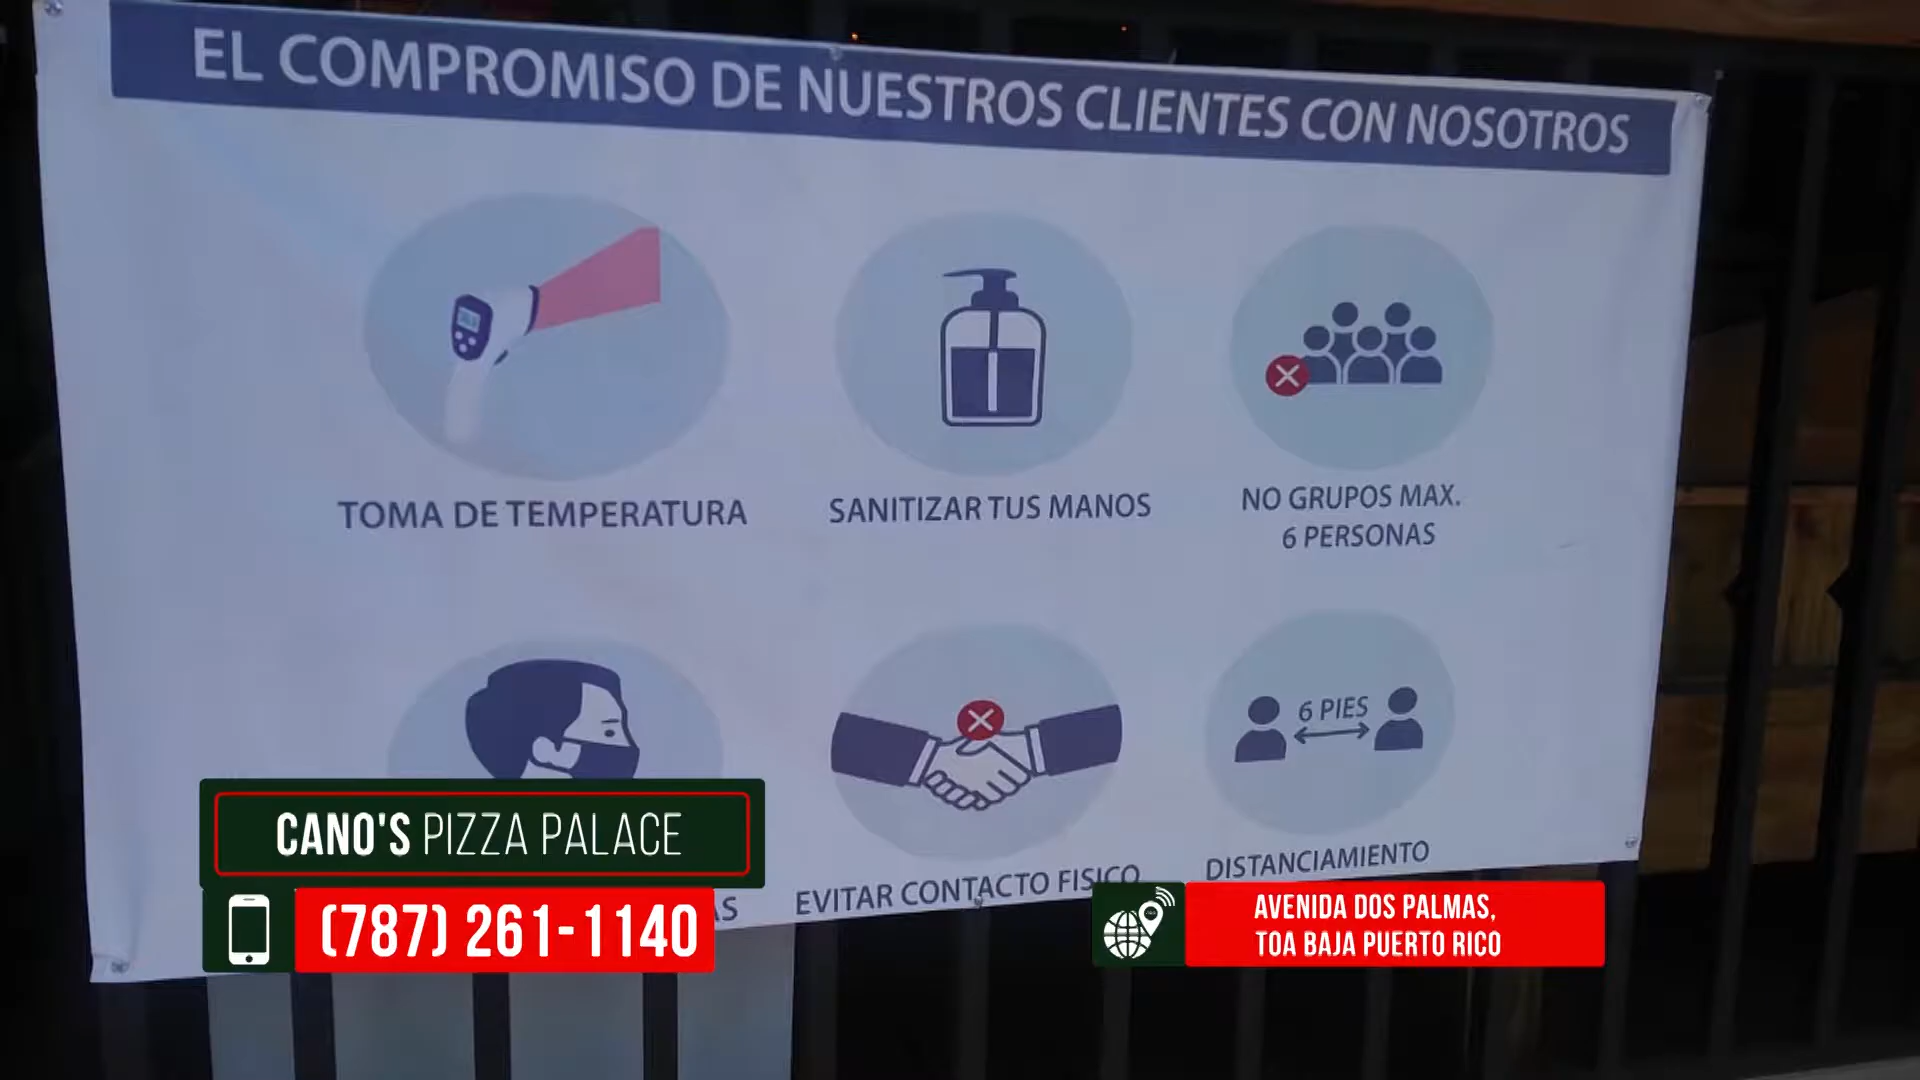 EL COMPROMISO DE NUESTROS CLIENTES CON NOSOTROS
TOMA DE TEMPERATURA
SANITIZAR TUS MANOS
NO GRUPOS MAX.
6 PERSONAS
6 PIES
EVITAR CONTACTO FISICO
DISTANCIAMIENTO
CANO'S PIZZA PALACE
(787) 261-1140
AVENIDA DOS PALMAS,
TOA BAJA PUERTO RICO